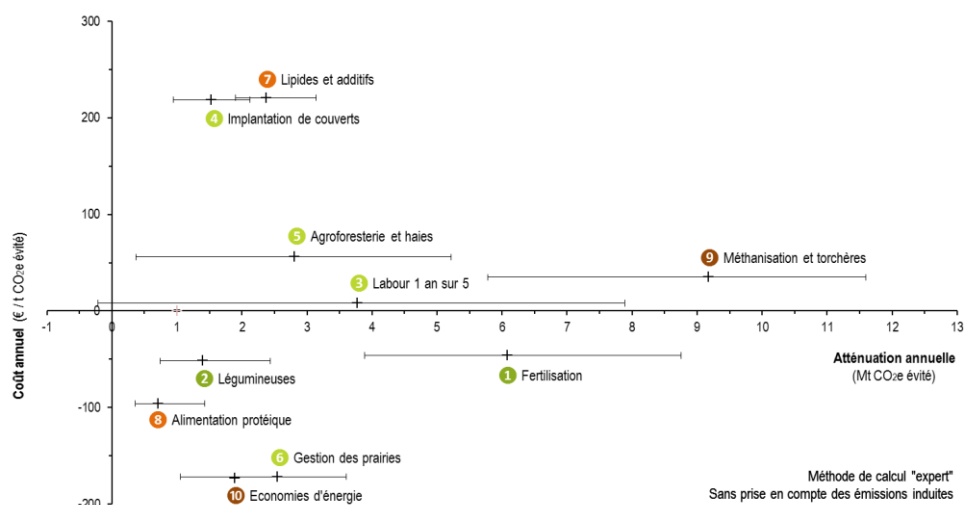 300
7 Lipides et additifs
200
4 Implantation de couverts
Coût annuel (€ / t CO2e évité)
100
5 Agroforesterie et haies
9 Méthanisation et torchères
3 Labour 1 an sur 5
0
-1 0 1 2 3 4 5 6 7 8 9 10 11 12 13
Atténuation annuelle
(Mt CO2e évité)
2 Légumineuses
1 Fertilisation
-100
8 Alimentation protéique
6 Gestion des prairies
10 Economies d'énergie
Méthode de calcul "expert"
Sans prise en compte des émissions induites
-200